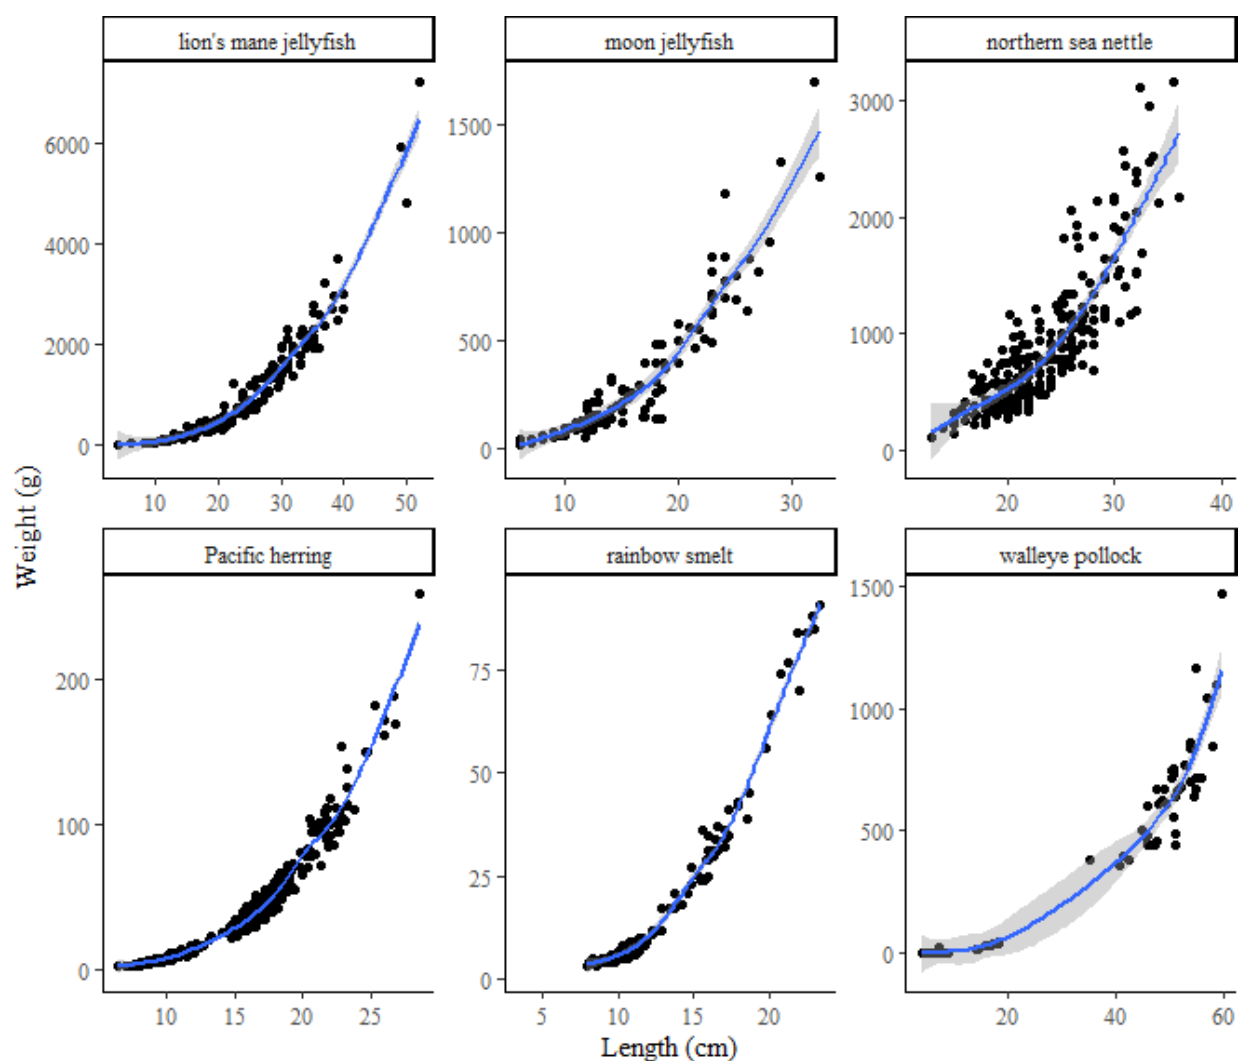 lion's mane jellyfish
moon jellyfish
northern sea nettle
6000
4000
2000
0
10 20 30 40 50
1500
1000
500
0
10 20 30
3000
2000
1000
0
20 30 40
Weight (g)
Pacific herring
rainbow smelt
walleye pollock
200
100
0
10 15 20 25
75
50
25
0
5 10 15 20
1500
1000
500
0
20 40 60
Length (cm)